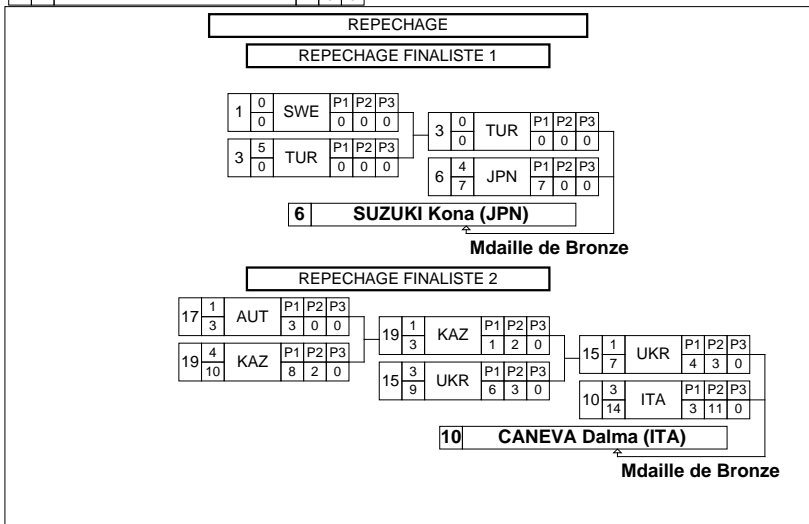 REPECHAGE
REPECHAGE FINALISTE 1
1 0 SWE P1 P2 P3
0 0 0 0
3 0 TUR P1 P2 P3
0 0 0 0
3 5 TUR P1 P2 P3
0 0 0 0
6 4 JPN P1 P2 P3
7 7 0 0
6 SUZUKI Kona (JPN)
Mdaille de Bronze
REPECHAGE FINALISTE 2
17 1 AUT P1 P2 P3
3 3 0 0
19 1 KAZ P1 P2 P3
3 1 2 0
15 1 UKR P1 P2 P3
7 4 3 0
19 4 KAZ P1 P2 P3
10 8 2 0
15 3 UKR P1 P2 P3
9 6 3 0
10 3 ITA P1 P2 P3
14 3 11 0
10 CANEVA Dalma (ITA)
Mdaille de Bronze